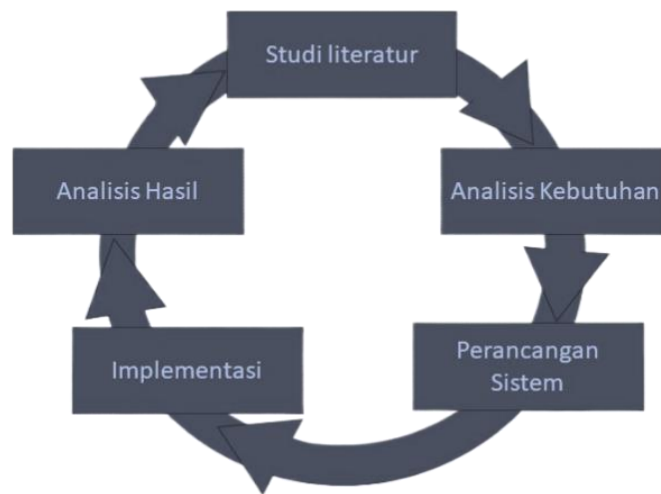 Studi literatur
Analisis Kebutuhan
Perancangan
Sistem
Implementasi
Analisis Hasil